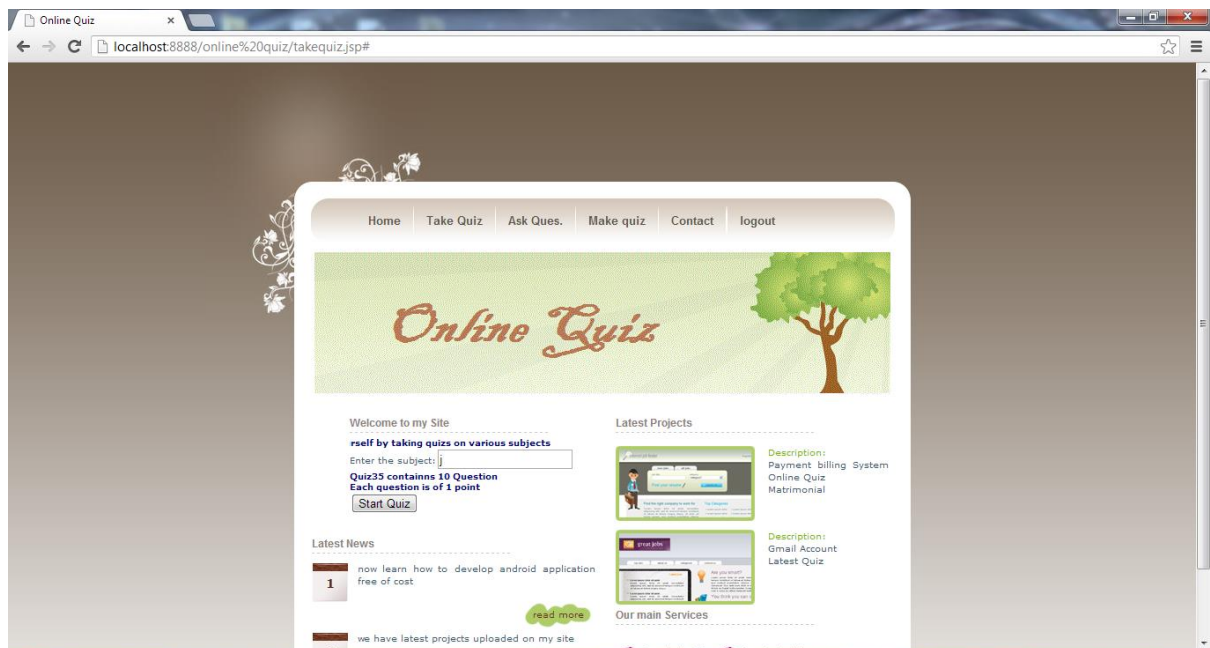 Online Quiz
localhost:8888/online%20quiz/takequiz.jsp#
Home Take Quiz Ask Ques. Make quiz Contact logout
Online Quiz
Welcome to my Site
rself by taking quizs on various subjects
Enter the subject: j
Quiz35 containns 10 Question
Each question is of 1 point
Start Quiz
Latest News
1
now learn how to develop android application
free of cost
read more
we have latest projects uploaded on my site
Latest Projects
Description:
Payment billing System
Online Quiz
Matrimonial
great jobs
Description:
Gmail Account
Latest Quiz
Our main Services